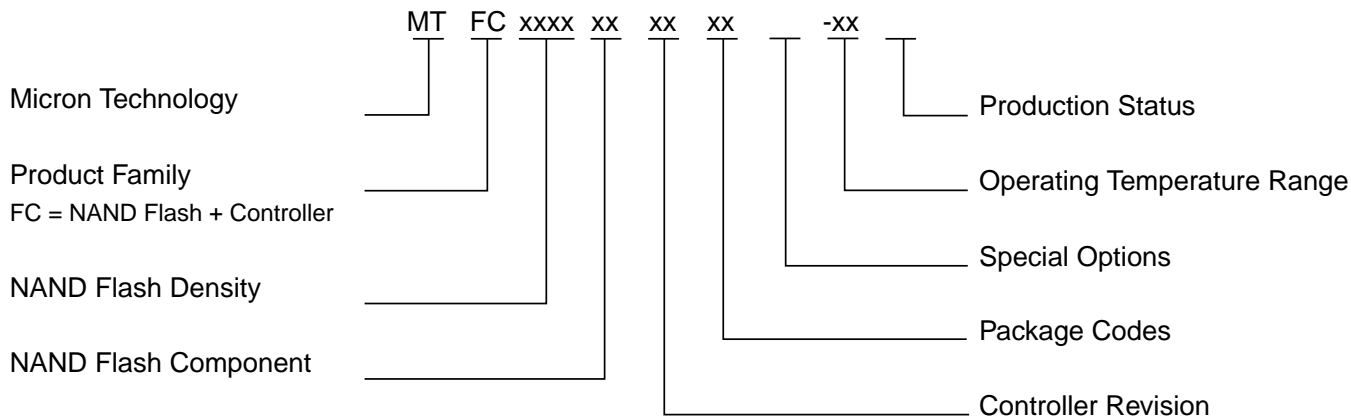 MT FC xxxx xx xx xx -xx
Micron Technology
Product Family
FC = NAND Flash + Controller
NAND Flash Density
NAND Flash Component
Production Status
Operating Temperature Range
Special Options
Package Codes
Controller Revision